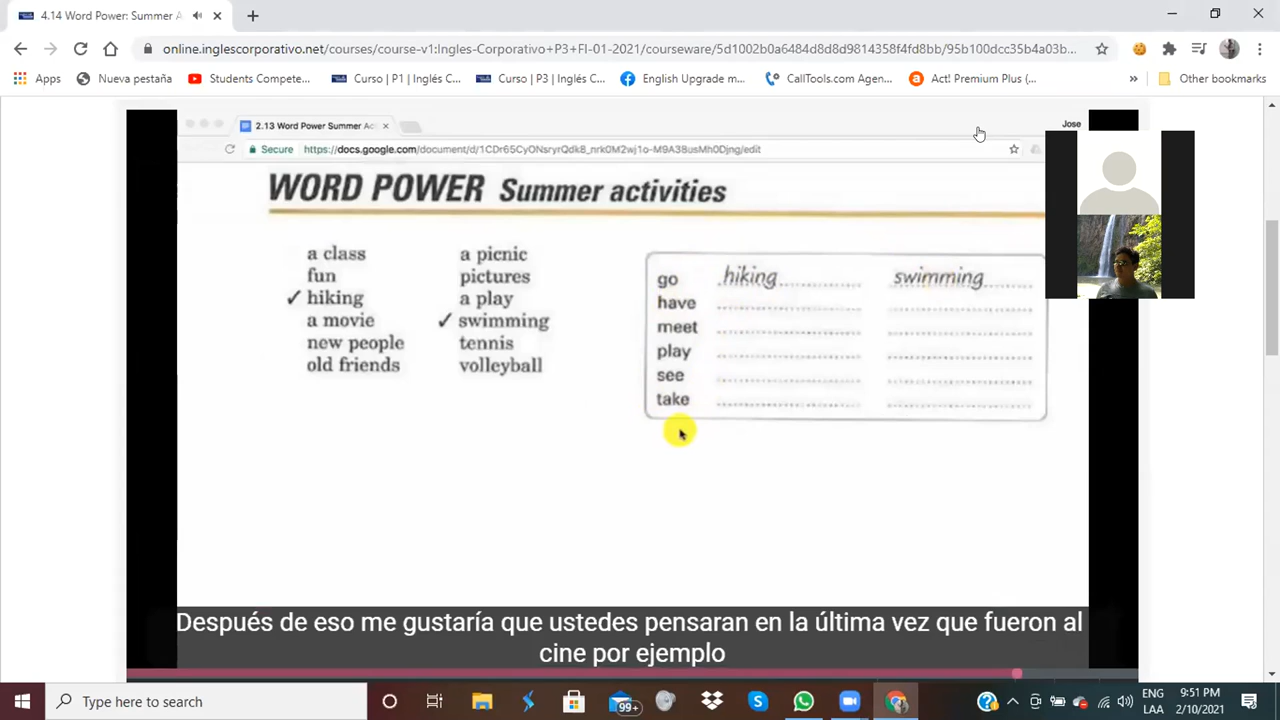 4.14 Word Power: Summer A
online.inglescorporativo.net/courses/course-v1:Ingles-Corporativo+P3+FI-01-2021/courseware/5d1002b0a6484d8d8d9814358f4fd8bb/95b100dcc35b4a03b...
Apps Nueva pestaña Students Compete... Curso | P1 | Inglés C... Curso | P3 | Inglés C... English Upgrade m... CallTools.com Agen... Act! Premium Plus (... » Other bookmarks
2.13 Word Power Summer Ac
Jose
Secure https://docs.google.com/document/d/1CDr65CyONsryrQdk8_nrk0M2wj1o-M9A38usMh0Djng/edit
WORD POWER Summer activities
a class a picnic
fun pictures
✓ hiking a play
a movie ✓ swimming
new people tennis
old friends volleyball
go hiking swimming
have
meet
play
see
take
Después de eso me gustaría que ustedes pensaran en la última vez que fueron al
cine por ejemplo
Type here to search
99+
ENG 9:51 PM
LAA 2/10/2021